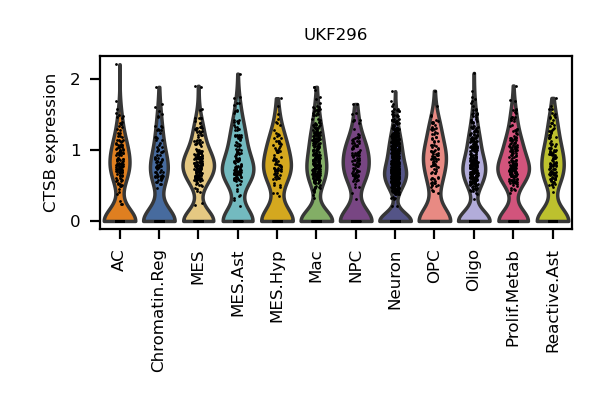 UKF296
CTSB expression
2
1
0
AC
Chromatin.Reg
MES
MES.Ast
MES.Hyp
Mac
NPC
Neuron
OPC
Oligo
Prolif.Metab
Reactive.Ast